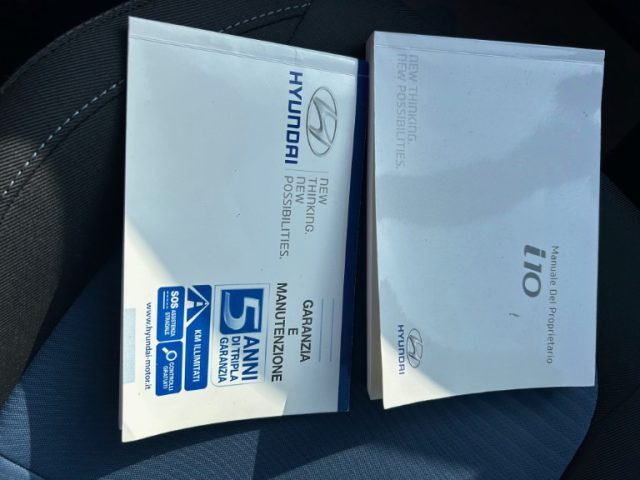 HYUNDAI
NEW
THINKING.
NEW
POSSIBILITIES.
GARANZIA
E
MANUTENZIONE
5 ANNI
DI TRIPLA
GARANZIA
KM ILLIMITATI
SOS ASSISTENZA
STRADALE
CONTROLLI
GRATUITI
www.hyundai-motor.it
NEW THINKING.
NEW POSSIBILITIES.
Manuale Del Proprietario
i10
HYUNDAI